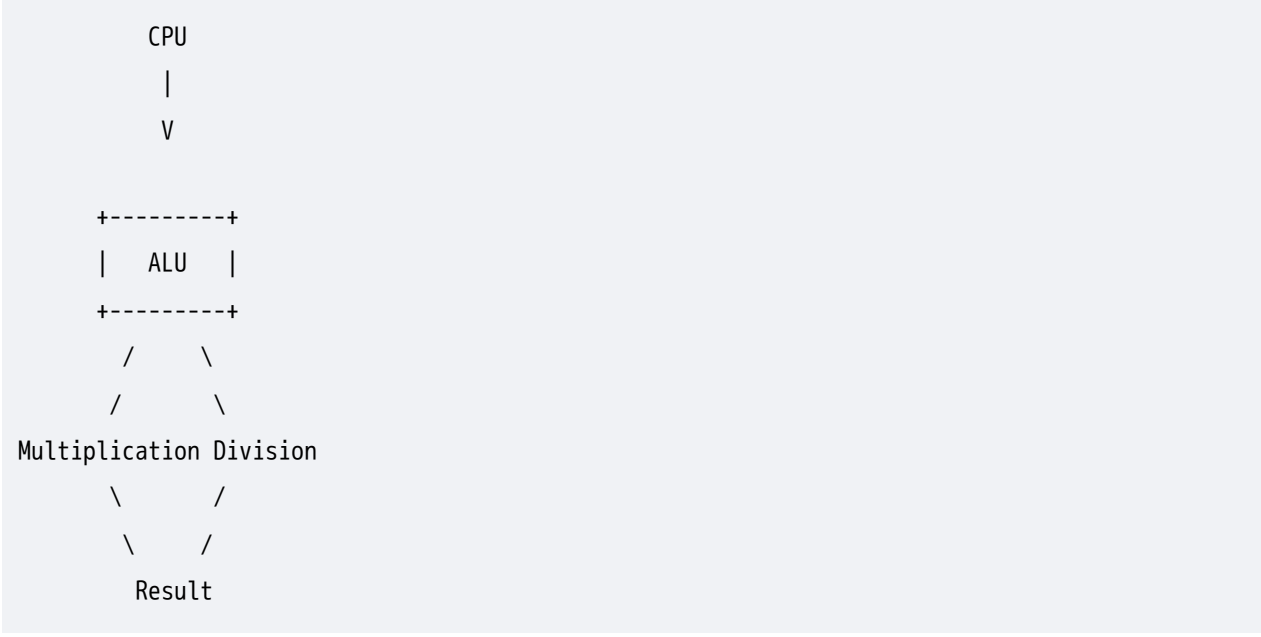 CPU
|
V
+---------+
|   ALU   |
+---------+
/     \
/       \
Multiplication Division
\       /
\     /
Result